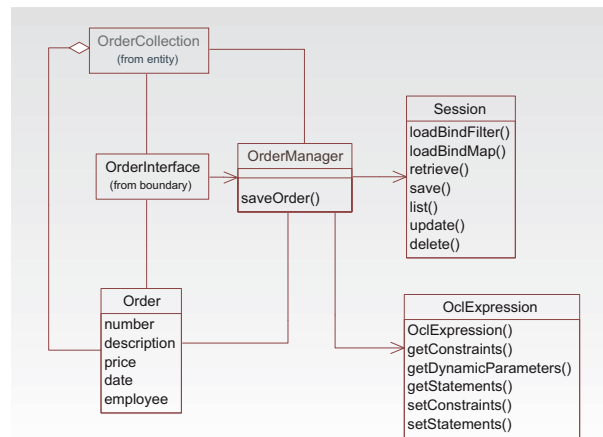 OrderCollection
(from entity)
OrderInterface
(from boundary)
OrderManager
saveOrder()
Session
loadBindFilter()
loadBindMap()
retrieve()
save()
list()
update()
delete()
Order
number
description
price
date
employee
OclExpression
OclExpression()
getConstraints()
getDynamicParameters()
getStatements()
setConstraints()
setStatements()